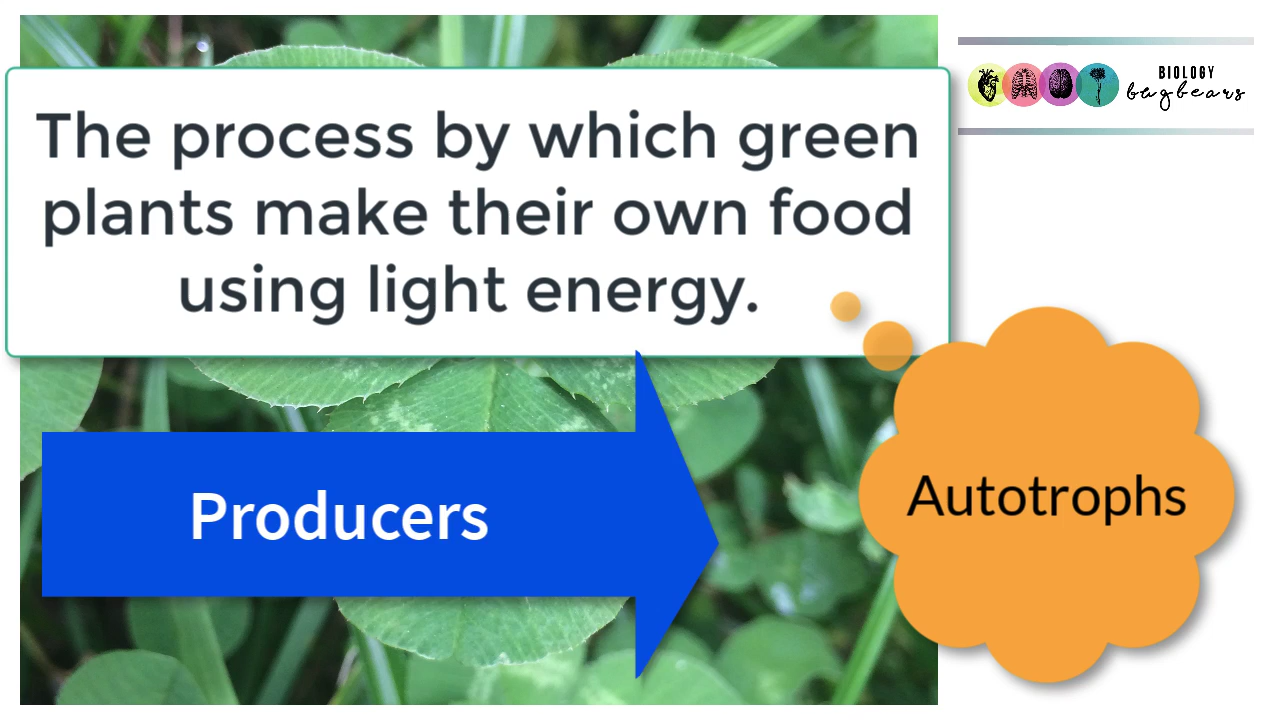 The process by which green
plants make their own food
using light energy.
Producers
Autotrophs
BIOLOGY
bugbears